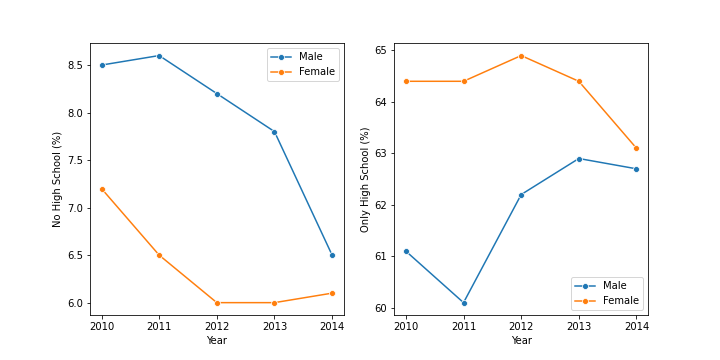 No High School (%)
8.5
8.0
7.5
7.0
6.5
6.0
2010 2011 2012 2013 2014
Year
Male
Female
Only High School (%)
65
64
63
62
61
60
2010 2011 2012 2013 2014
Year
Male
Female